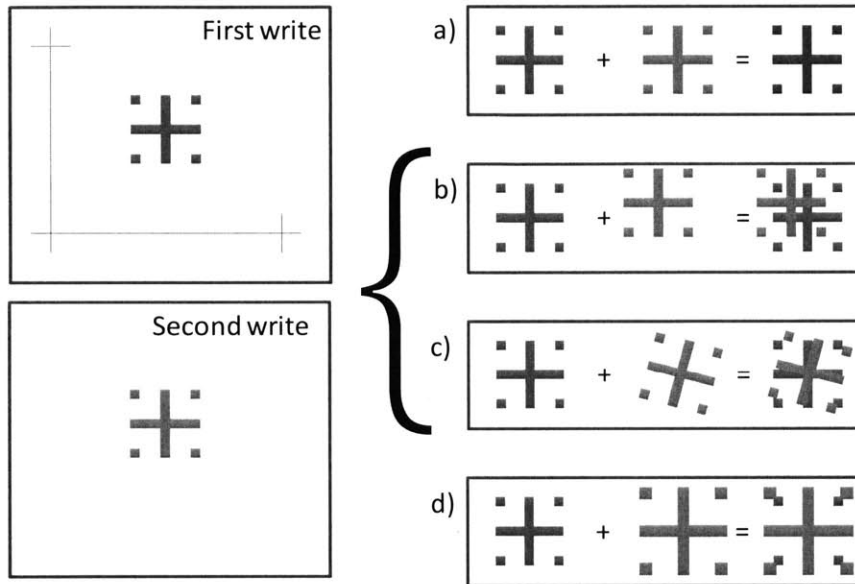 First write
Second write
a)
+ =
b)
+ =
c)
+ =
d)
+ =